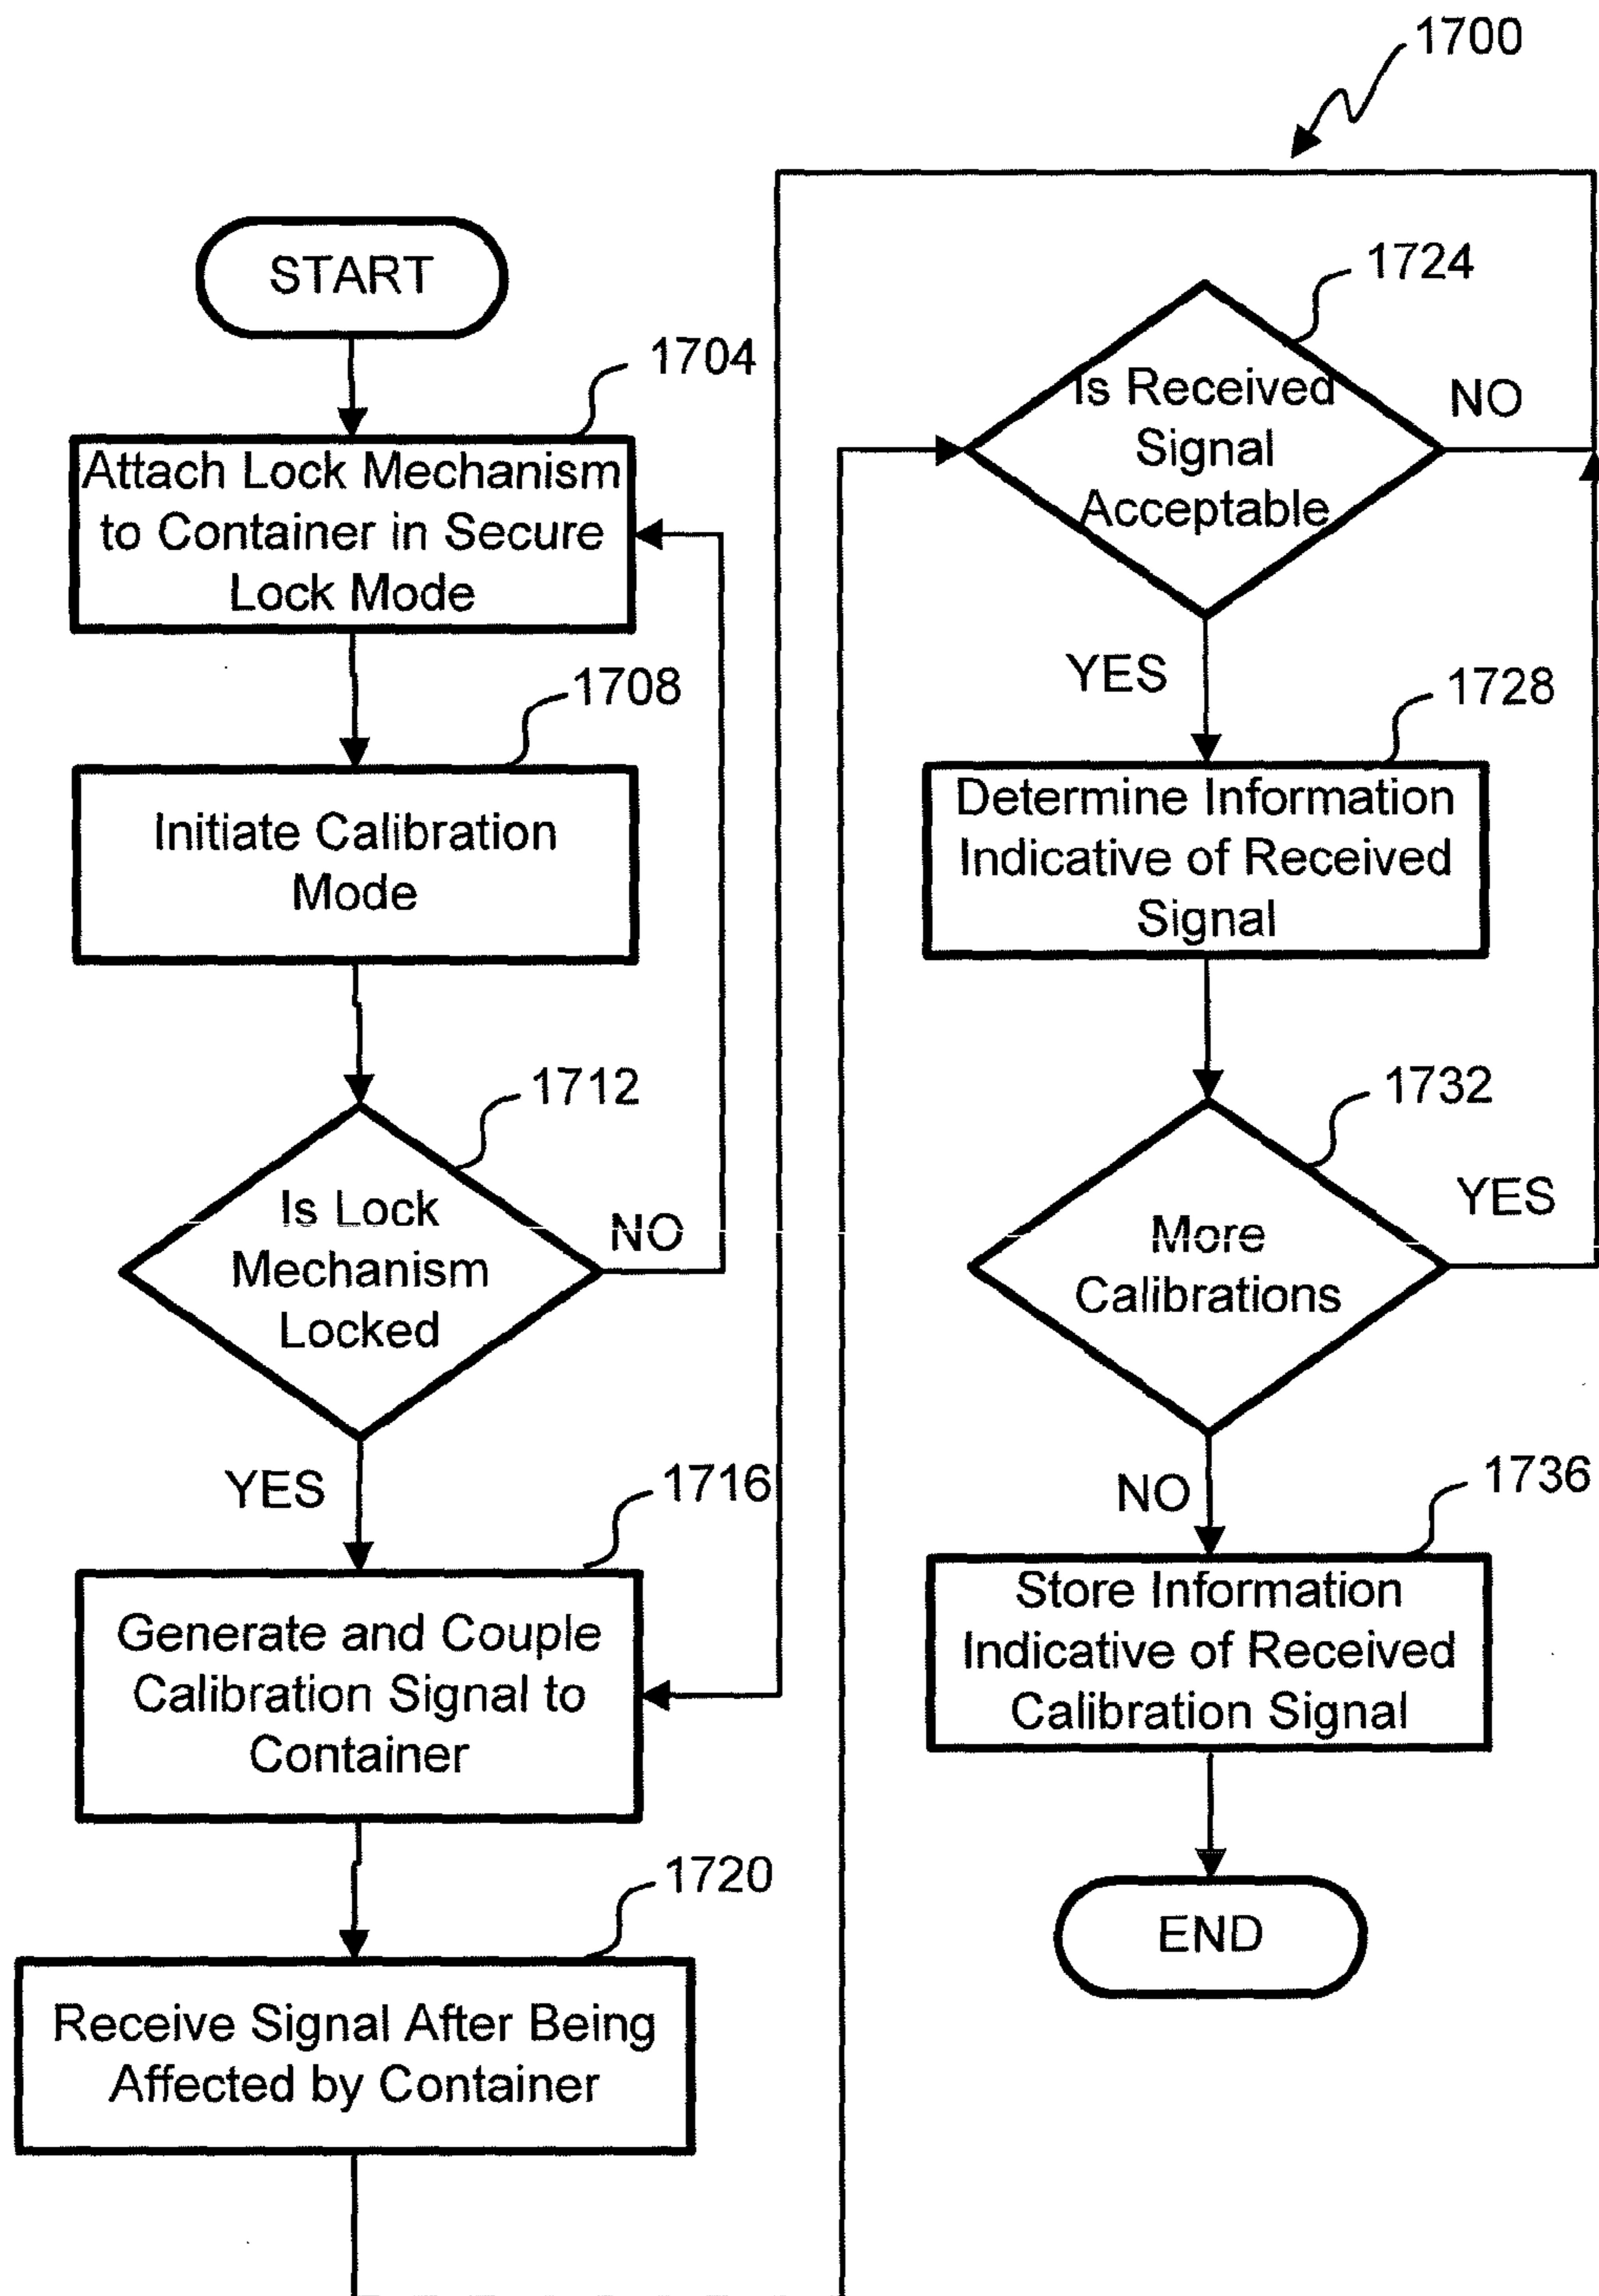 1700
START
1704
Attach Lock Mechanism
to Container in Secure
Lock Mode
1708
Initiate Calibration
Mode
1712
Is Lock
Mechanism
Locked
NO
YES
1716
Generate and Couple
Calibration Signal to
Container
1720
Receive Signal After Being
Affected by Container
1724
Is Received
Signal
Acceptable
NO
YES
1728
Determine Information
Indicative of Received
Signal
1732
More
Calibrations
YES
NO
1736
Store Information
Indicative of Received
Calibration Signal
END